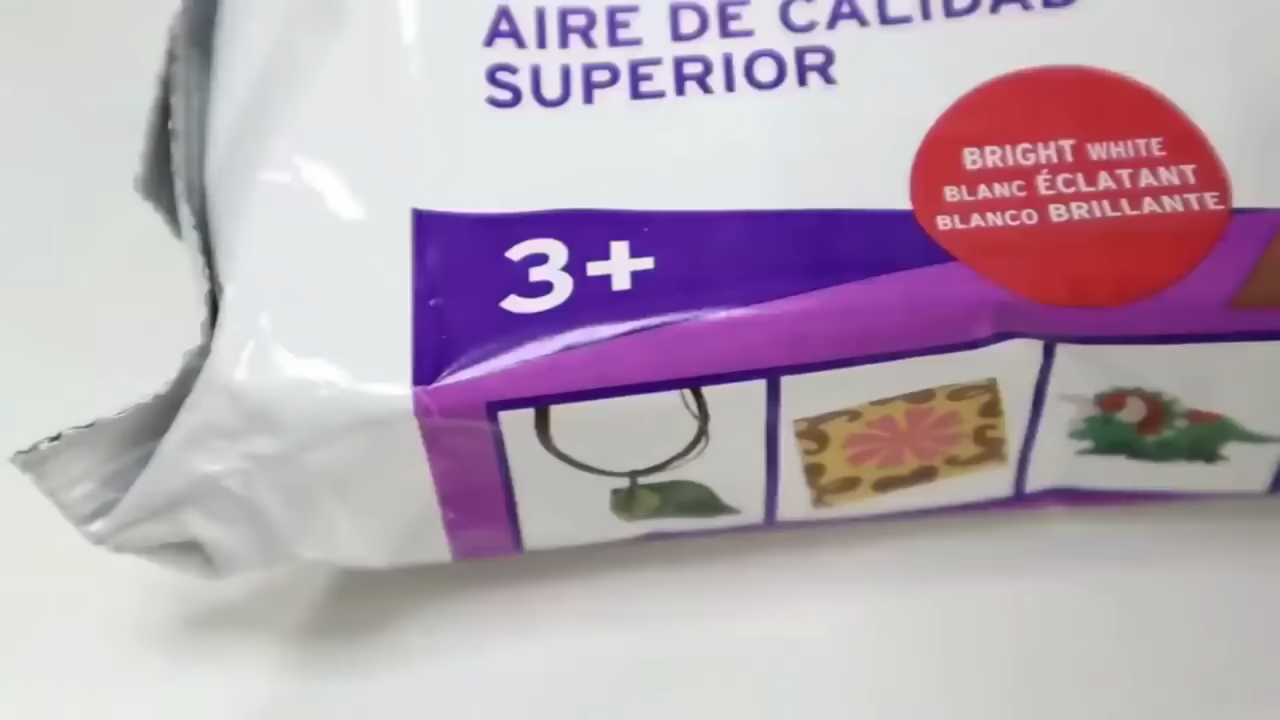 AIRE DE CALIDAD
SUPERIOR
BRIGHT WHITE
BLANC ÉCLATANT
BLANCO BRILLANTE
3+